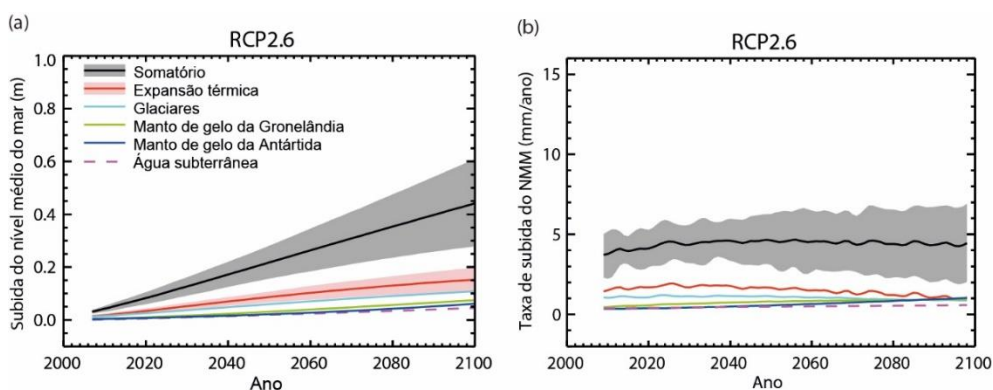 (a)
RCP2.6
Subida do nível médio do mar (m)
1.0
0.8
0.6
0.4
0.2
0.0
Somatório
Expansão térmica
Glaciares
Manto de gelo da Gronelândia
Manto de gelo da Antártida
Água subterrânea
2000 2020 2040 2060 2080 2100
Ano
(b)
RCP2.6
Taxa de subida do NMM (mm/ano)
15
10
5
0
2000 2020 2040 2060 2080 2100
Ano